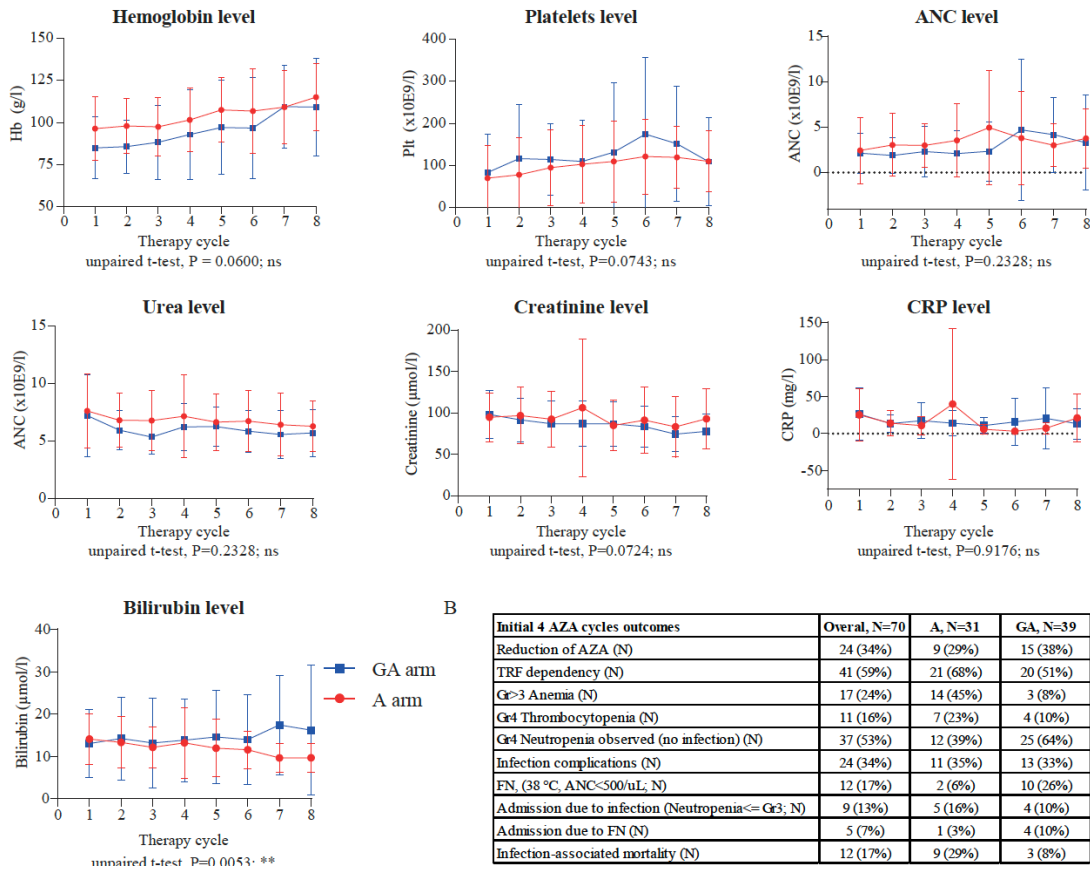 Hemoglobin level
150
125
100
75
50
Hb (g/l)
0 1 2 3 4 5 6 7 8
Therapy cycle
unpaired t-test, P = 0.0600; ns
Platelets level
400
300
200
100
0
Plt (x10E9/l)
0 1 2 3 4 5 6 7 8
Therapy cycle
unpaired t-test, P=0.0743; ns
ANC level
15
10
5
0
ANC (x10E9/l)
0 1 2 3 4 5 6 7 8
Therapy cycle
unpaired t-test, P=0.2328; ns
Urea level
15
10
5
0
ANC (x10E9/l)
0 1 2 3 4 5 6 7 8
Therapy cycle
unpaired t-test, P=0.2328; ns
Creatinine level
200
150
100
50
0
Creatinine (µmol/l)
0 1 2 3 4 5 6 7 8
Therapy cycle
unpaired t-test, P=0.0724; ns
CRP level
150
100
50
0
-50
CRP (mg/l)
0 1 2 3 4 5 6 7 8
Therapy cycle
unpaired t-test, P=0.9176; ns
Bilirubin level
40
30
20
10
0
Bilirubin (µmol/l)
0 1 2 3 4 5 6 7 8
Therapy cycle
unpaired t-test, P=0.0053; **
GA arm
A arm
B
Initial 4 AZA cycles outcomes Overal, N=70 A, N=31 GA, N=39
Reduction of AZA (N) 24 (34%) 9 (29%) 15 (38%)
TRF dependency (N) 41 (59%) 21 (68%) 20 (51%)
Gr>3 Anemia (N) 17 (24%) 14 (45%) 3 (8%)
Gr4 Thrombocytopenia (N) 11 (16%) 7 (23%) 4 (10%)
Gr4 Neutropenia observed (no infection) (N) 37 (53%) 12 (39%) 25 (64%)
Infection complications (N) 24 (34%) 11 (35%) 13 (33%)
FN, (38 °C, ANC<500/uL; N) 12 (17%) 2 (6%) 10 (26%)
Admission due to infection (Neutropenia<= Gr3; N) 9 (13%) 5 (16%) 4 (10%)
Admission due to FN (N) 5 (7%) 1 (3%) 4 (10%)
Infection-associated mortality (N) 12 (17%) 9 (29%) 3 (8%)